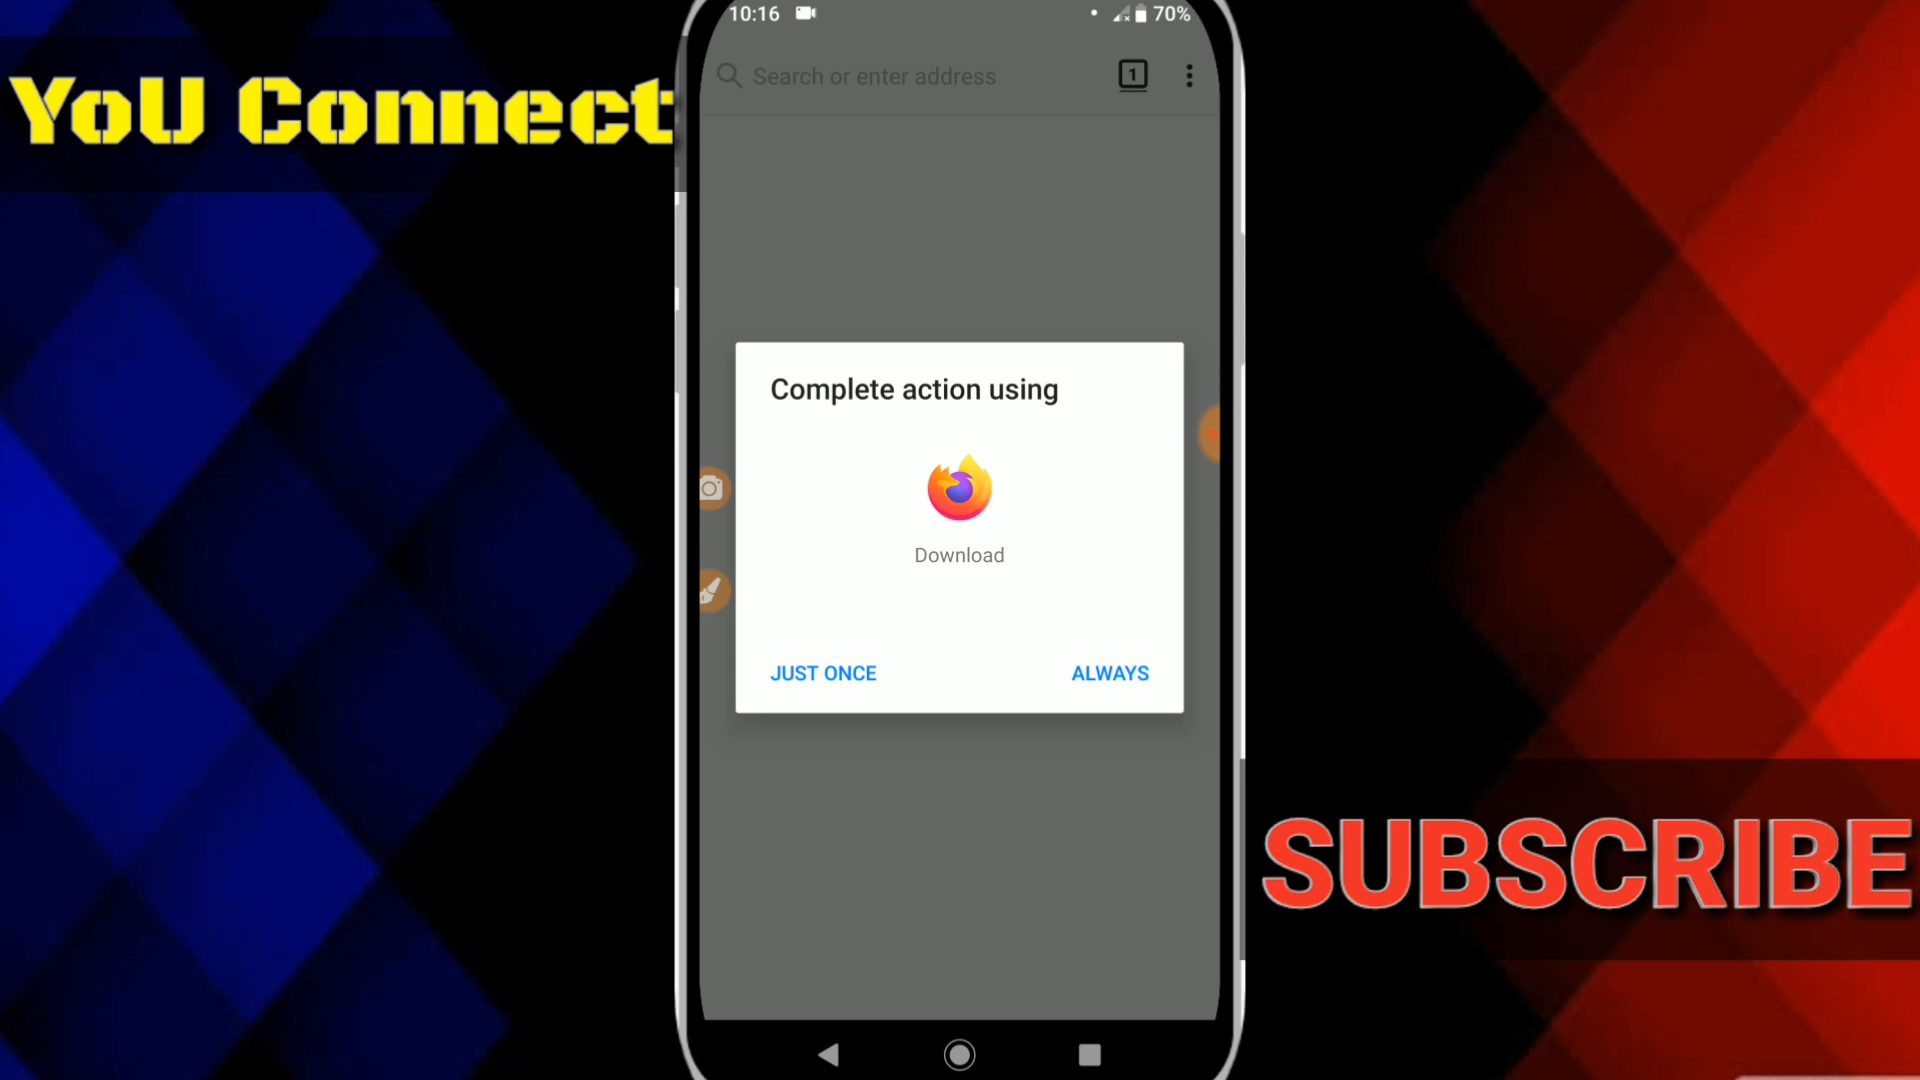 10:16
70%
Search or enter address
1
YoU Connect
Complete action using
Download
JUST ONCE
ALWAYS
SUBSCRIBE